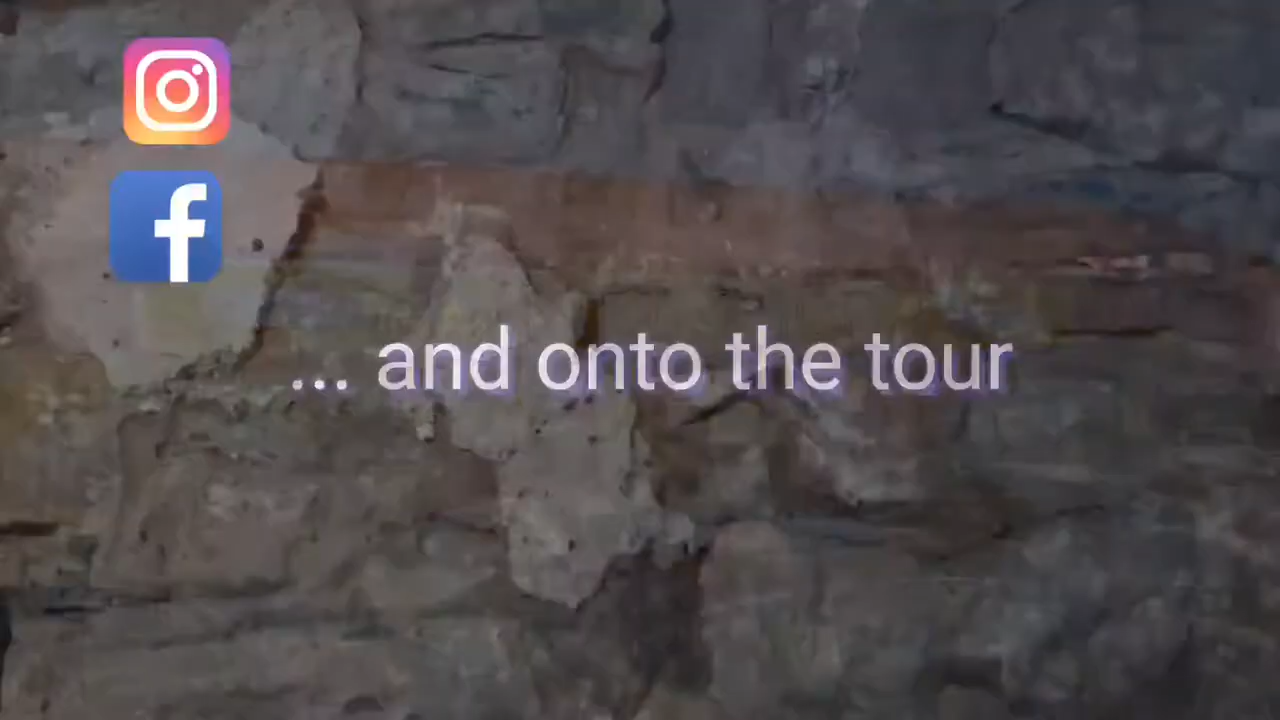 ... and onto the tour